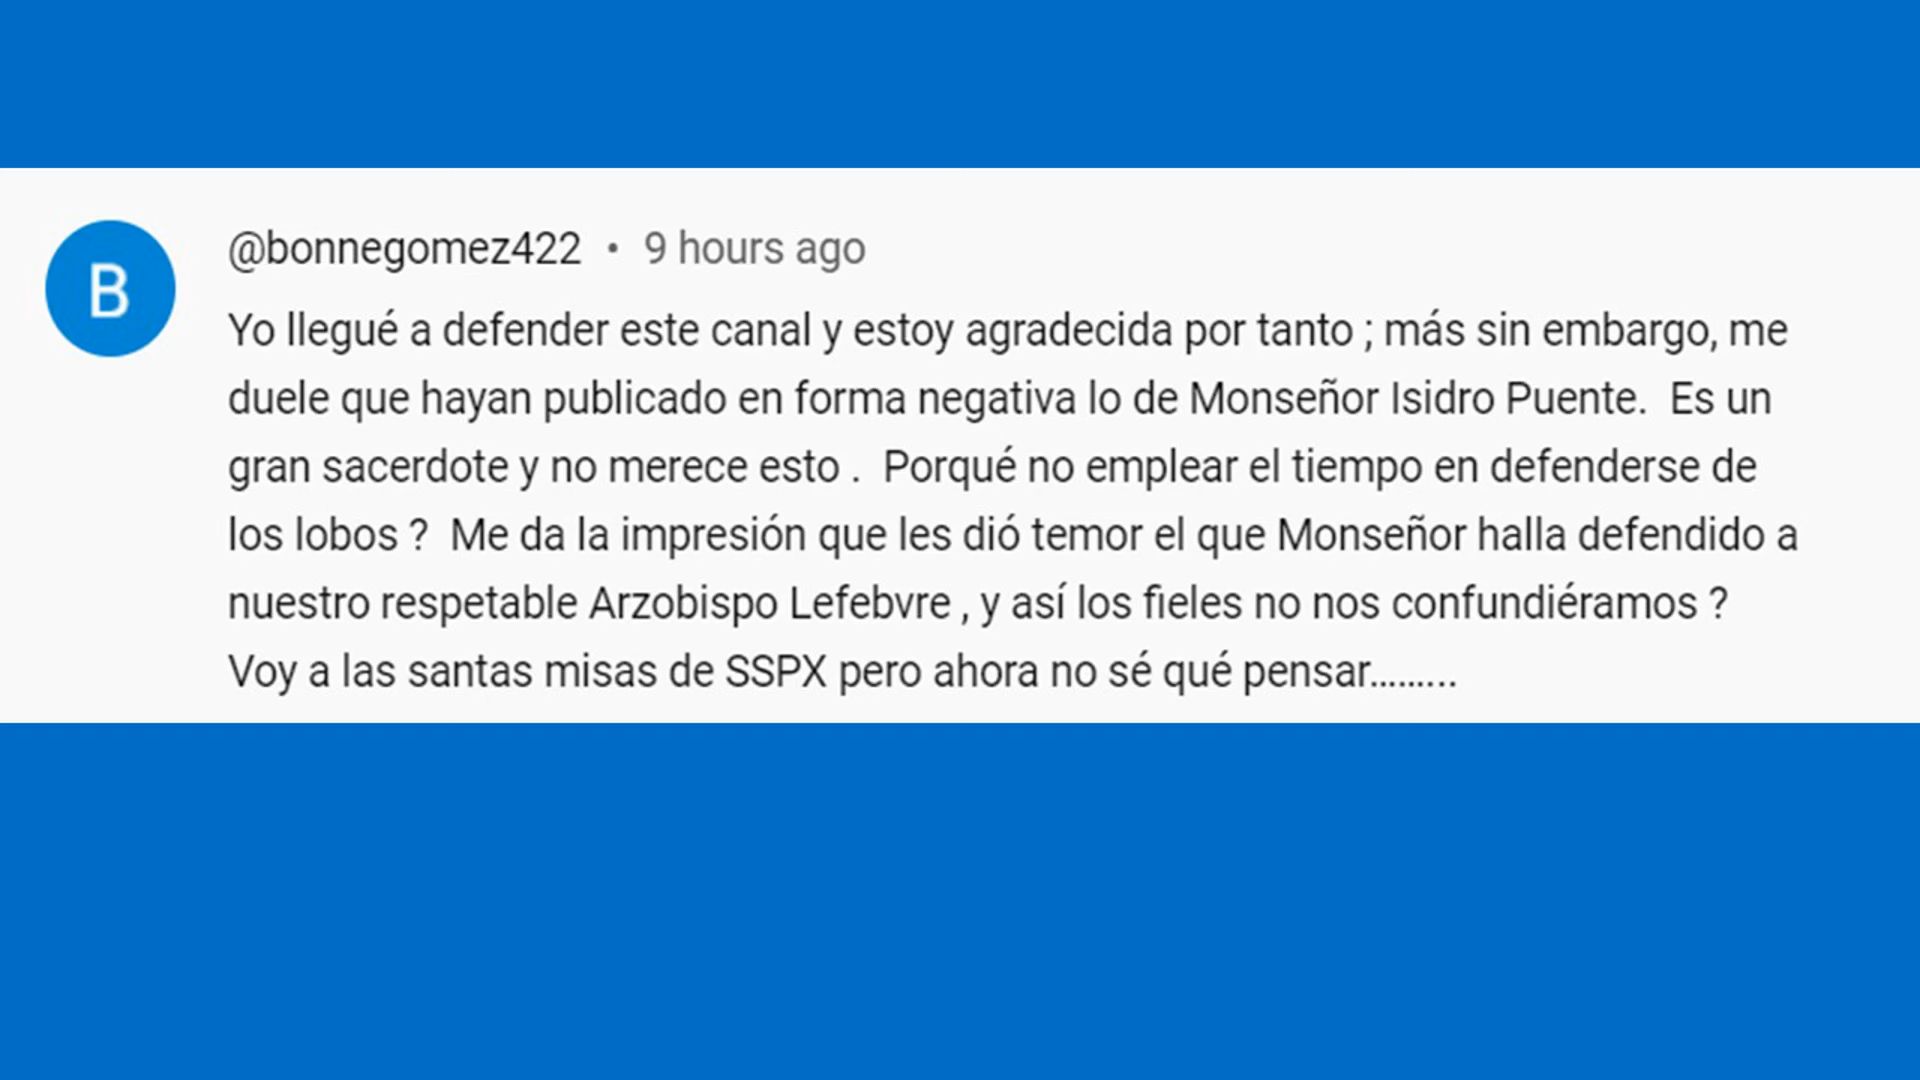 B
@bonnegomez422 • 9 hours ago
Yo llegué a defender este canal y estoy agradecida por tanto ; más sin embargo, me
duele que hayan publicado en forma negativa lo de Monseñor Isidro Puente.  Es un
gran sacerdote y no merece esto .  Porqué no emplear el tiempo en defenderse de
los lobos ?  Me da la impresión que les dió temor el que Monseñor halla defendido a
nuestro respetable Arzobispo Lefebvre , y así los fieles no nos confundiéramos ?
Voy a las santas misas de SSPX pero ahora no sé qué pensar.........